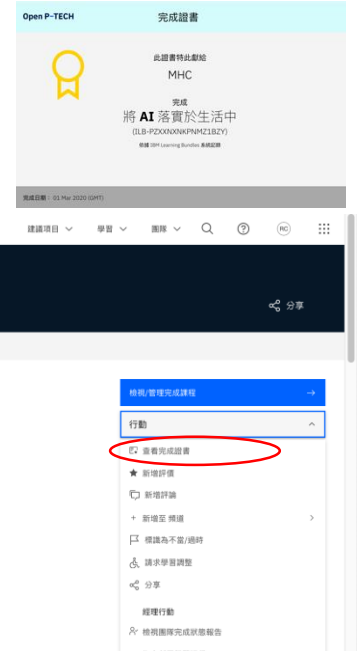 Open P-TECH
完成證書
此證書特此獻給
MHC
完成
將 AI 落實於生活中
(ILB-PZXXNXNKPNMZ1BZY)
根據 IBM Learning Bundles 系統記錄
完成日期： 01 Mar 2020 (GMT)
建議項目
學習
團隊
RC
分享
檢視/管理完成課程
行動
查看完成證書
新增評價
新增評論
新增至 頻道
標識為不當/過時
請求學習調整
分享
經理行動
檢視團隊完成狀態報告